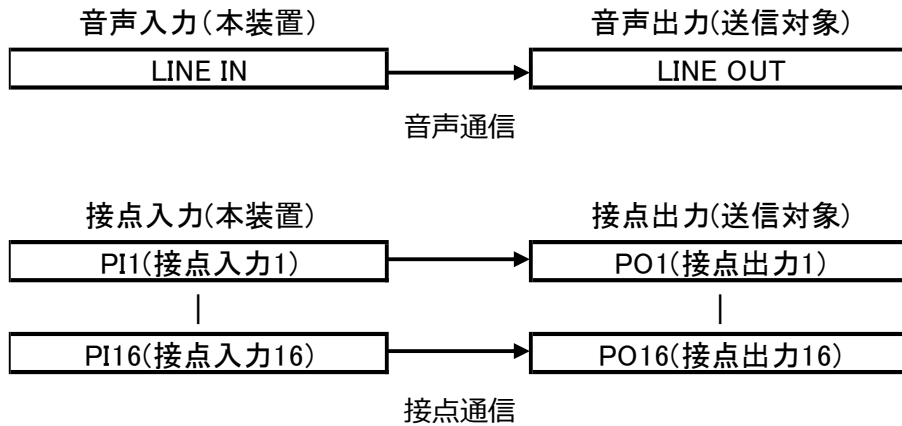 音声入力(本装置) 音声出力(送信対象)
LINE IN LINE OUT
音声通信
接点入力(本装置) 接点出力(送信対象)
PI1(接点入力1) PO1(接点出力1)
| |
PI16(接点入力16) PO16(接点出力16)
接点通信